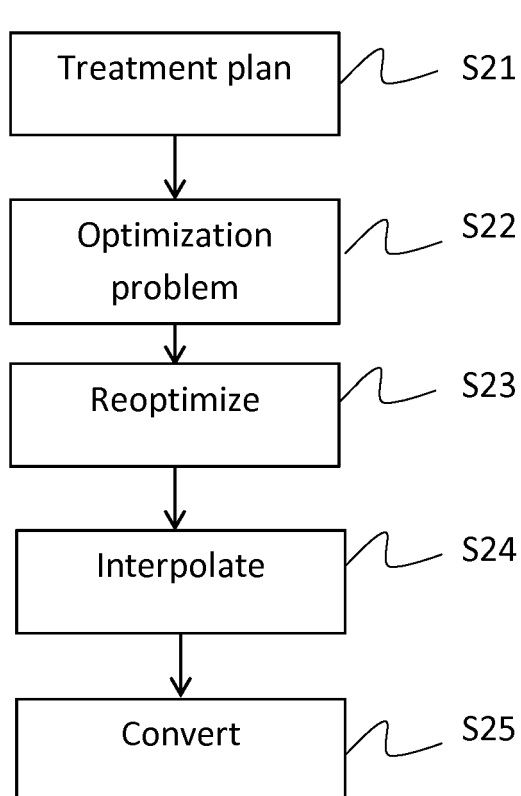 Treatment plan
S21
Optimization
problem
S22
Reoptimize
S23
Interpolate
S24
Convert
S25